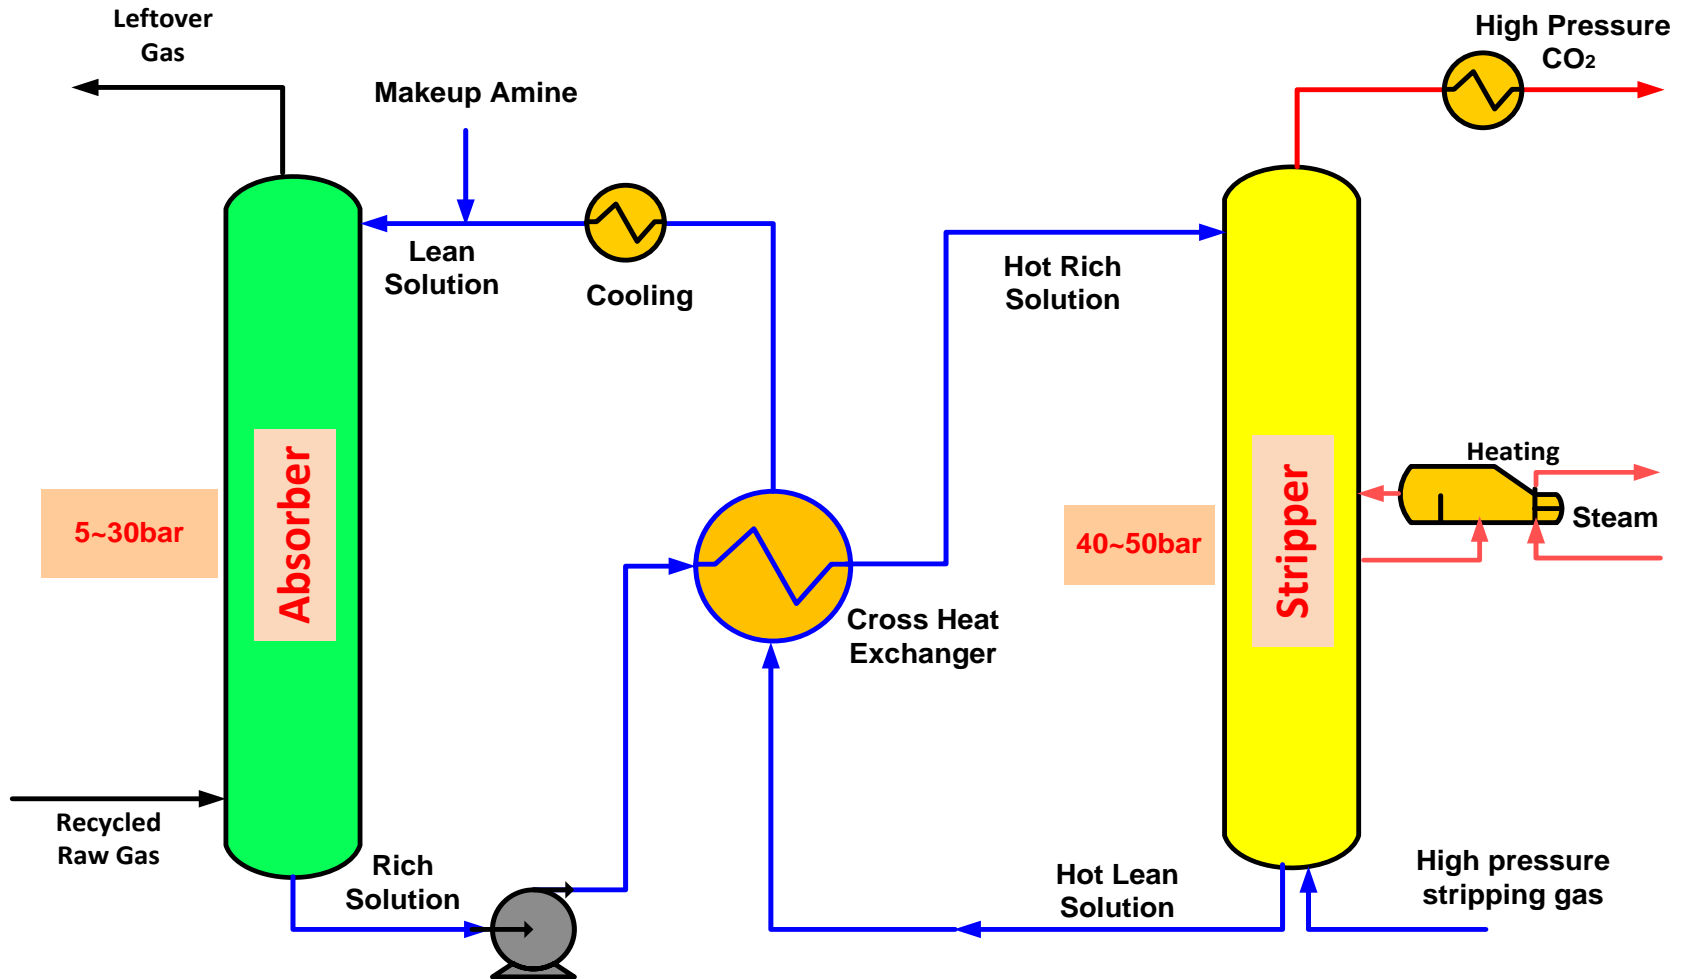 Leftover
Gas
High Pressure
CO2
Makeup Amine
Lean
Solution
Cooling
Hot Rich
Solution
Absorber
5~30bar
Stripper
40~50bar
Heating
Steam
Cross Heat
Exchanger
Recycled
Raw Gas
Rich
Solution
Hot Lean
Solution
High pressure
stripping gas